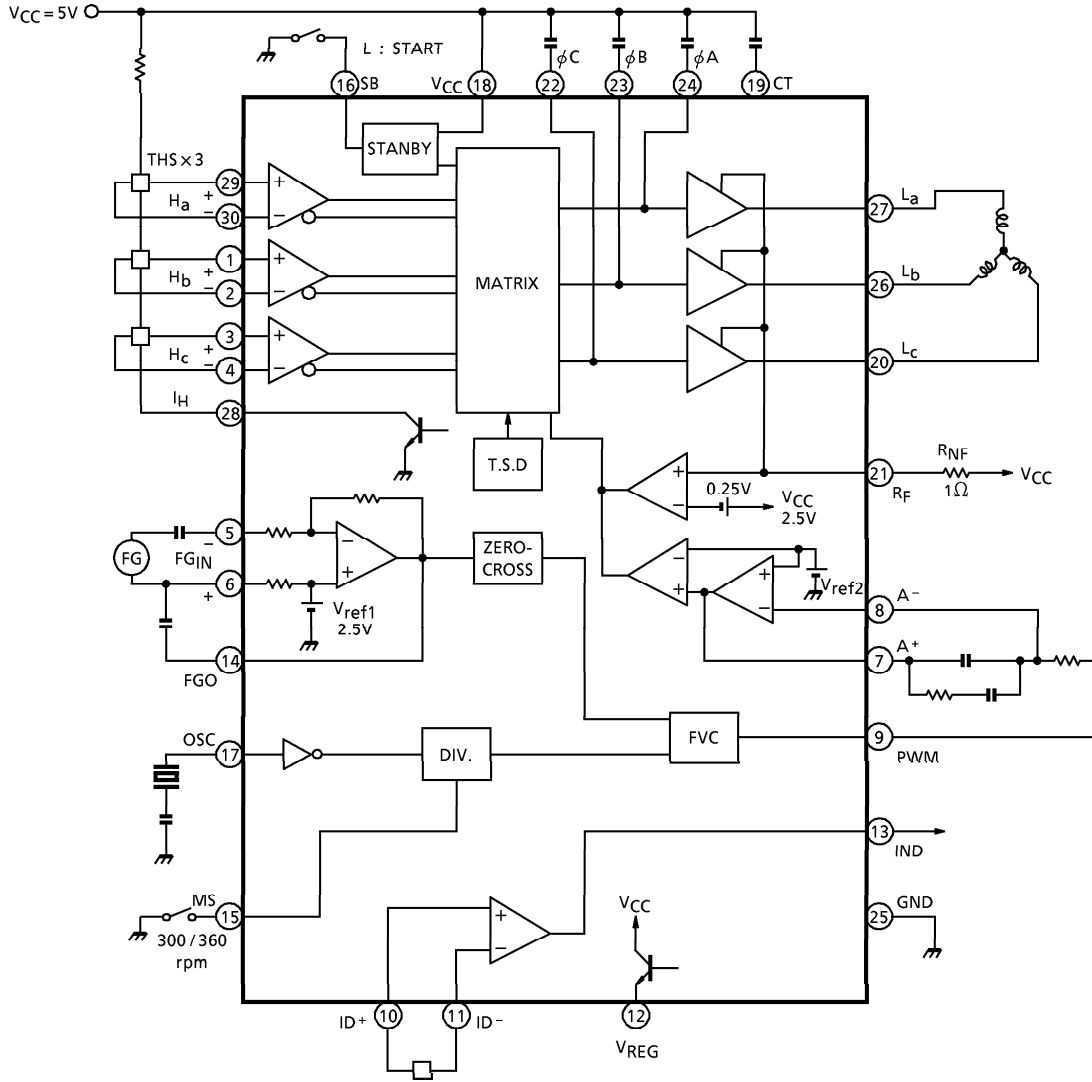 VCC = 5V
L : START
φC
φB
φA
16 SB
VCC 18
22
23
24
19 CT
STANBY
THS × 3
29
Ha
+
−
30
+
−
MATRIX
La
27
1
Hb
+
−
2
+
−
Lb
26
3
Hc
+
−
4
+
−
Lc
20
IH
28
T.S.D
+
−
0.25V
VCC
2.5V
21
RF
RNF
1Ω
VCC
5
−
FG
FGIN
6
+
−
+
Vref1
2.5V
ZERO-
CROSS
−
+
+
−
Vref2
A−
8
A+
7
14
FGO
OSC
17
DIV.
FVC
9
PWM
13
IND
MS
15
300 / 360
rpm
+
−
VCC
GND
25
ID+ 10
11 ID−
12
VREG